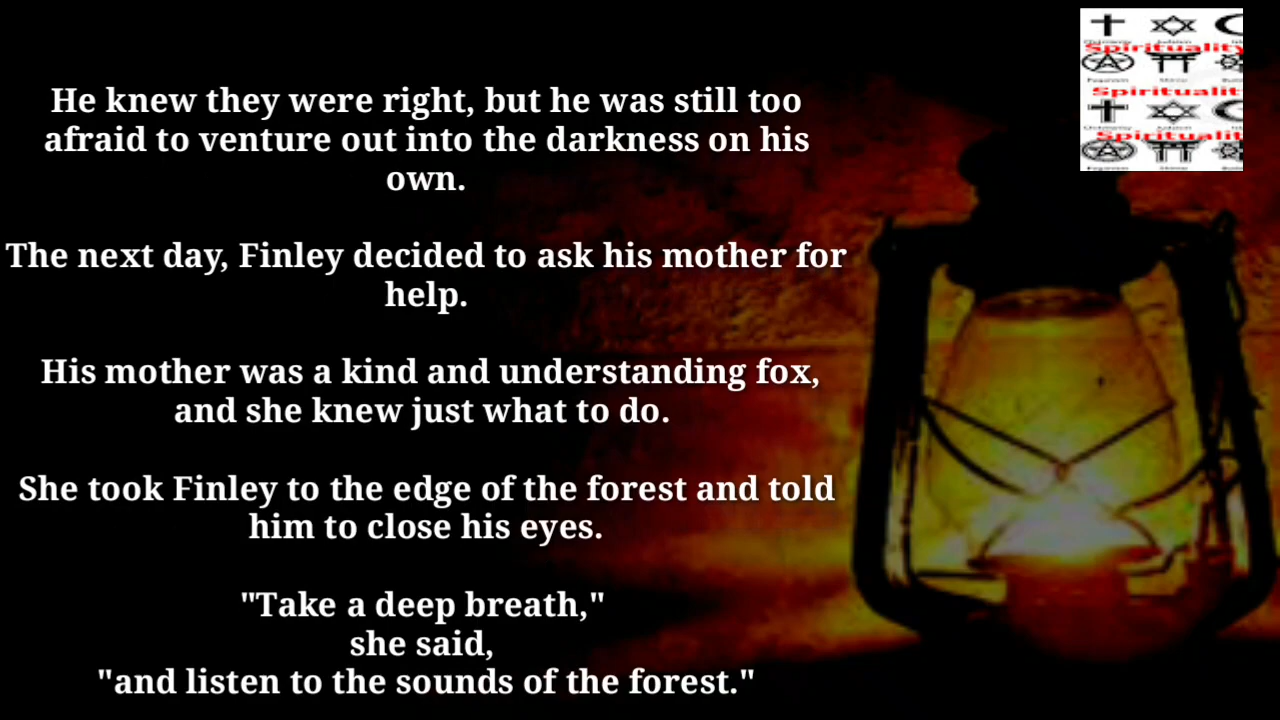 He knew they were right, but he was still too
afraid to venture out into the darkness on his
own.
The next day, Finley decided to ask his mother for
help.
His mother was a kind and understanding fox,
and she knew just what to do.
She took Finley to the edge of the forest and told
him to close his eyes.
"Take a deep breath,"
she said,
"and listen to the sounds of the forest."
Spirituality
Spiritualit
Spirituality